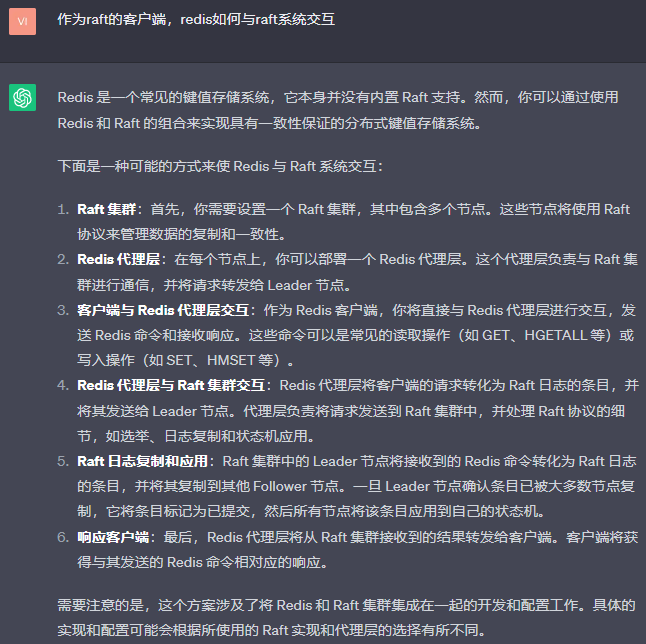 VI
作为raft的客户端，redis如何与raft系统交互
Redis 是一个常见的键值存储系统，它本身并没有内置 Raft 支持。然而，你可以通过使用
Redis 和 Raft 的组合来实现具有一致性保证的分布式键值存储系统。
下面是一种可能的方式来使 Redis 与 Raft 系统交互：
1. Raft 集群：首先，你需要设置一个 Raft 集群，其中包含多个节点。这些节点将使用 Raft
协议来管理数据的复制和一致性。
2. Redis 代理层：在每个节点上，你可以部署一个 Redis 代理层。这个代理层负责与 Raft 集
群进行通信，并将请求转发给 Leader 节点。
3. 客户端与 Redis 代理层交互：作为 Redis 客户端，你将直接与 Redis 代理层进行交互，发
送 Redis 命令和接收响应。这些命令可以是常见的读取操作（如 GET、HGETALL 等）或
写入操作（如 SET、HMSET 等）。
4. Redis 代理层与 Raft 集群交互：Redis 代理层将客户端的请求转化为 Raft 日志的条目，并
将其发送给 Leader 节点。代理层负责将请求发送到 Raft 集群中，并处理 Raft 协议的细
节，如选举、日志复制和状态机应用。
5. Raft 日志复制和应用：Raft 集群中的 Leader 节点将接收到的 Redis 命令转化为 Raft 日志
的条目，并将其复制到其他 Follower 节点。一旦 Leader 节点确认条目已被大多数节点复
制，它将条目标记为已提交，然后所有节点将该条目应用到自己的状态机。
6. 响应客户端：最后，Redis 代理层将从 Raft 集群接收到的结果转发给客户端。客户端将获
得与其发送的 Redis 命令相对应的响应。
需要注意的是，这个方案涉及了将 Redis 和 Raft 集群集成在一起的开发和配置工作。具体的
实现和配置可能会根据所使用的 Raft 实现和代理层的选择有所不同。